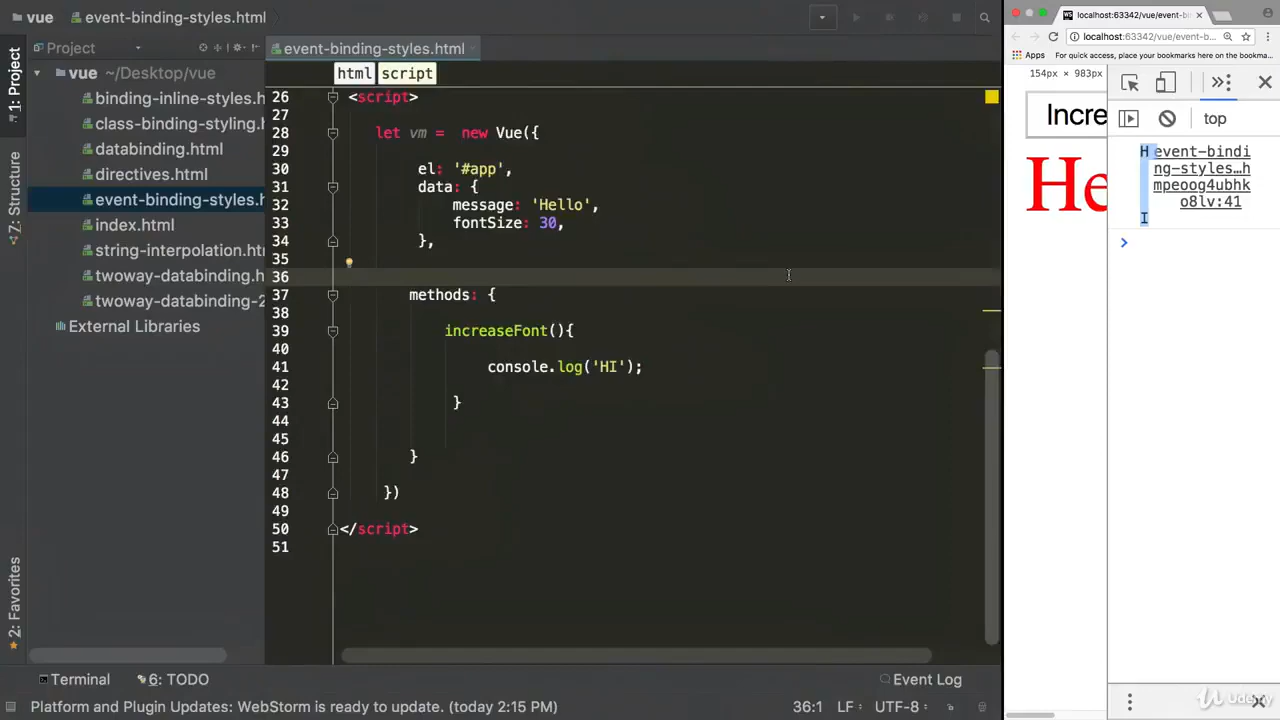 vue
event-binding-styles.html
Project
event-binding-styles.html
vue ~/Desktop/vue
binding-inline-styles.
class-binding-styling.h
databinding.html
directives.html
event-binding-styles.h
index.html
string-interpolation.h
twoway-databinding.h
twoway-databinding-2
External Libraries
1: Project
7: Structure
2: Favorites
html script
26 <script>
27
28 let vm = new Vue({
29
30 el: '#app',
31 data: {
32 message: 'Hello',
33 fontSize: 30,
34 },
35
36
37 methods: {
38
39 increaseFont(){
40
41 console.log('HI');
42
43 }
44
45
46 }
47
48 })
49
50 </script>
51
Terminal
6: TODO
Event Log
Platform and Plugin Updates: WebStorm is ready to update. (today 2:15 PM)
36:1 LF UTF-8
localhost:63342/vue/event-bi
localhost:63342/vue/event-b...
Apps
For quick access, place your bookmarks here on the bookmark
154px × 983px
Incre
He
top
H event-bindi
ng-styles…h
mpeoog4ubhk
o8lv:41
I
Udemy